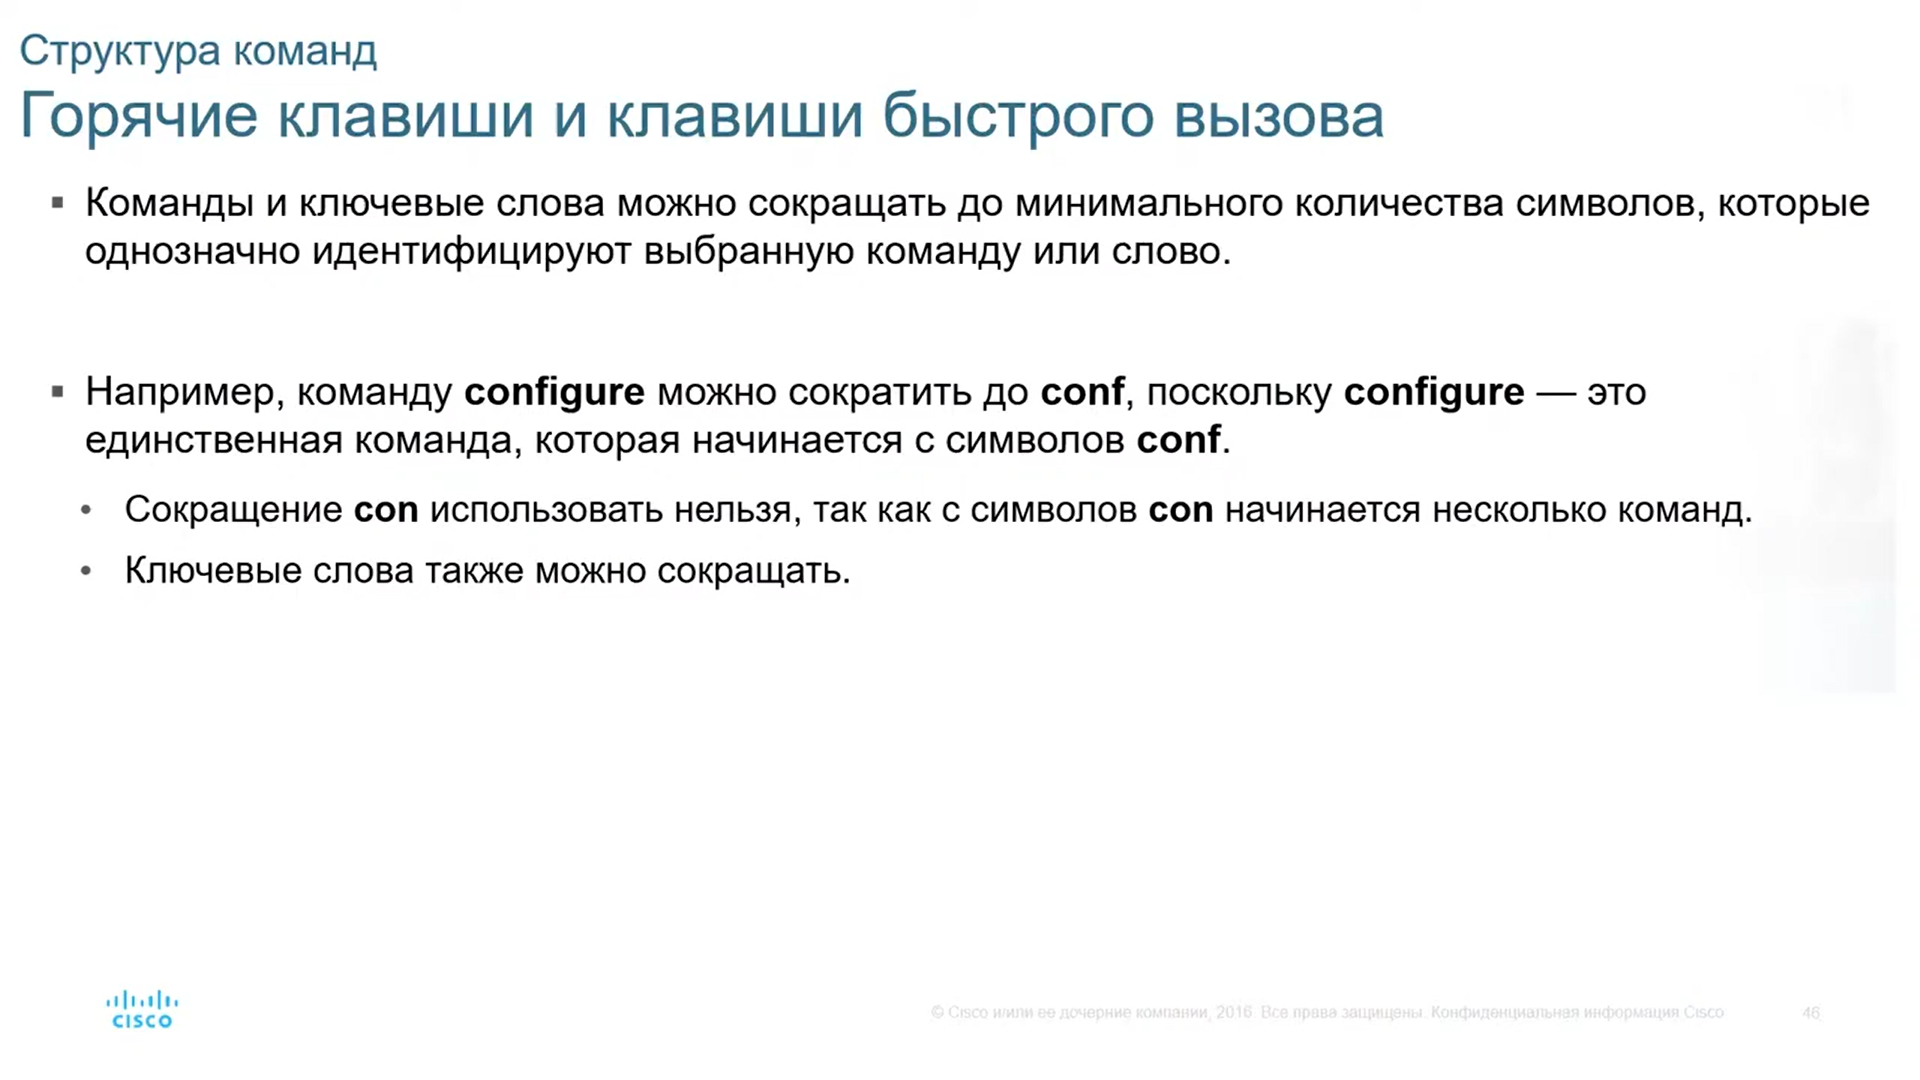 Структура команд
Горячие клавиши и клавиши быстрого вызова
▪ Команды и ключевые слова можно сокращать до минимального количества символов, которые
однозначно идентифицируют выбранную команду или слово.
▪ Например, команду configure можно сократить до conf, поскольку configure — это
единственная команда, которая начинается с символов conf.
• Сокращение con использовать нельзя, так как с символов con начинается несколько команд.
• Ключевые слова также можно сокращать.
CISCO
© Cisco и/или ее дочерние компании, 2016. Все права защищены. Конфиденциальная информация Cisco
46